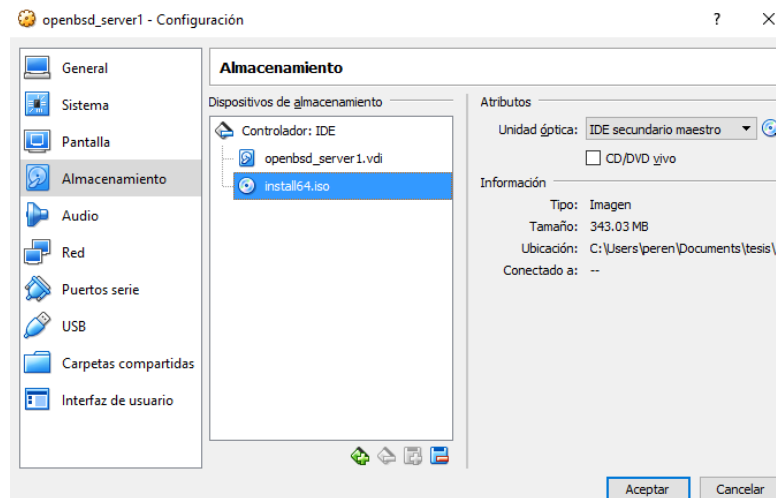 openbsd_server1 - Configuración
?
General
Sistema
Pantalla
Almacenamiento
Audio
Red
Puertos serie
USB
Carpetas compartidas
Interfaz de usuario
Almacenamiento
Dispositivos de almacenamiento
Controlador: IDE
openbsd_server1.vdi
install64.iso
Atributos
Unidad óptica: IDE secundario maestro
CD/DVD vivo
Información
Tipo: Imagen
Tamaño: 343.03 MB
Ubicación: C:\Users\peren\Documents\tesis\
Conectado a: --
Aceptar Cancelar